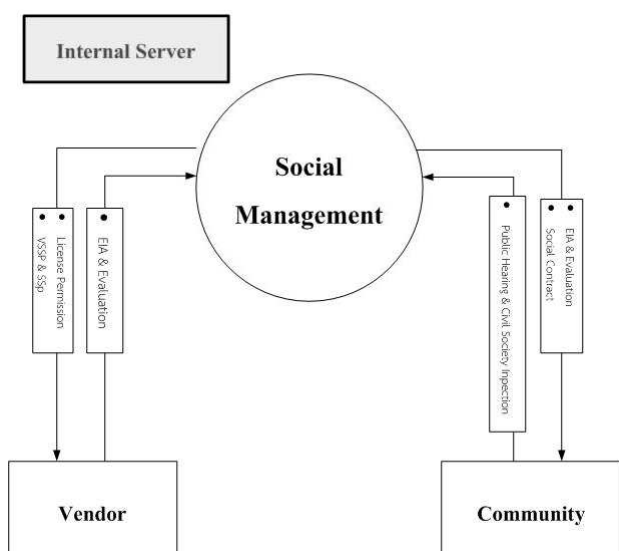 Internal Server
Social
Management
License Permission
VSSP & SSp
EIA & Evaluation
Public Hearing & Civil Society Inpection
EIA & Evaluation
Social Contract
Vendor
Community